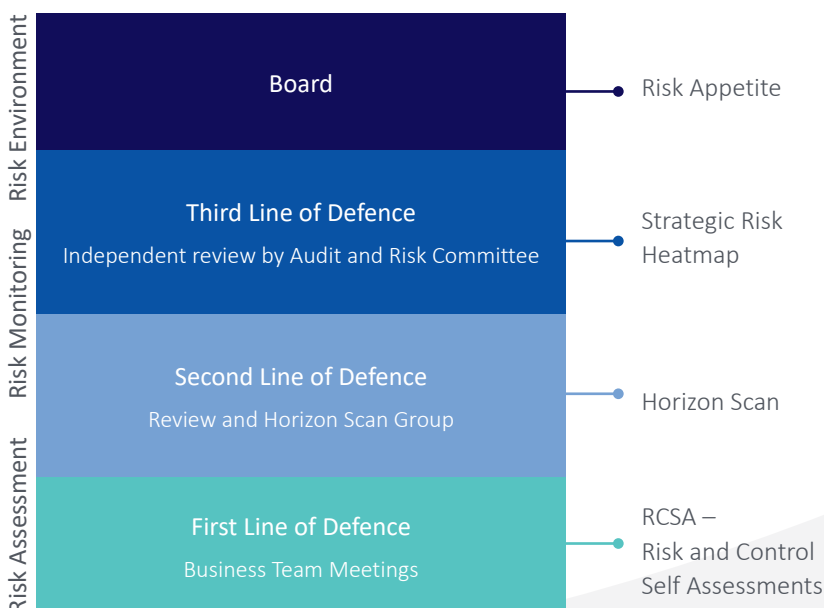 Risk Environment
Board
Risk Appetite
Risk Monitoring
Third Line of Defence
Independent review by Audit and Risk Committee
Strategic Risk
Heatmap
Second Line of Defence
Review and Horizon Scan Group
Horizon Scan
Risk Assessment
First Line of Defence
Business Team Meetings
RCSA –
Risk and Control
Self Assessments